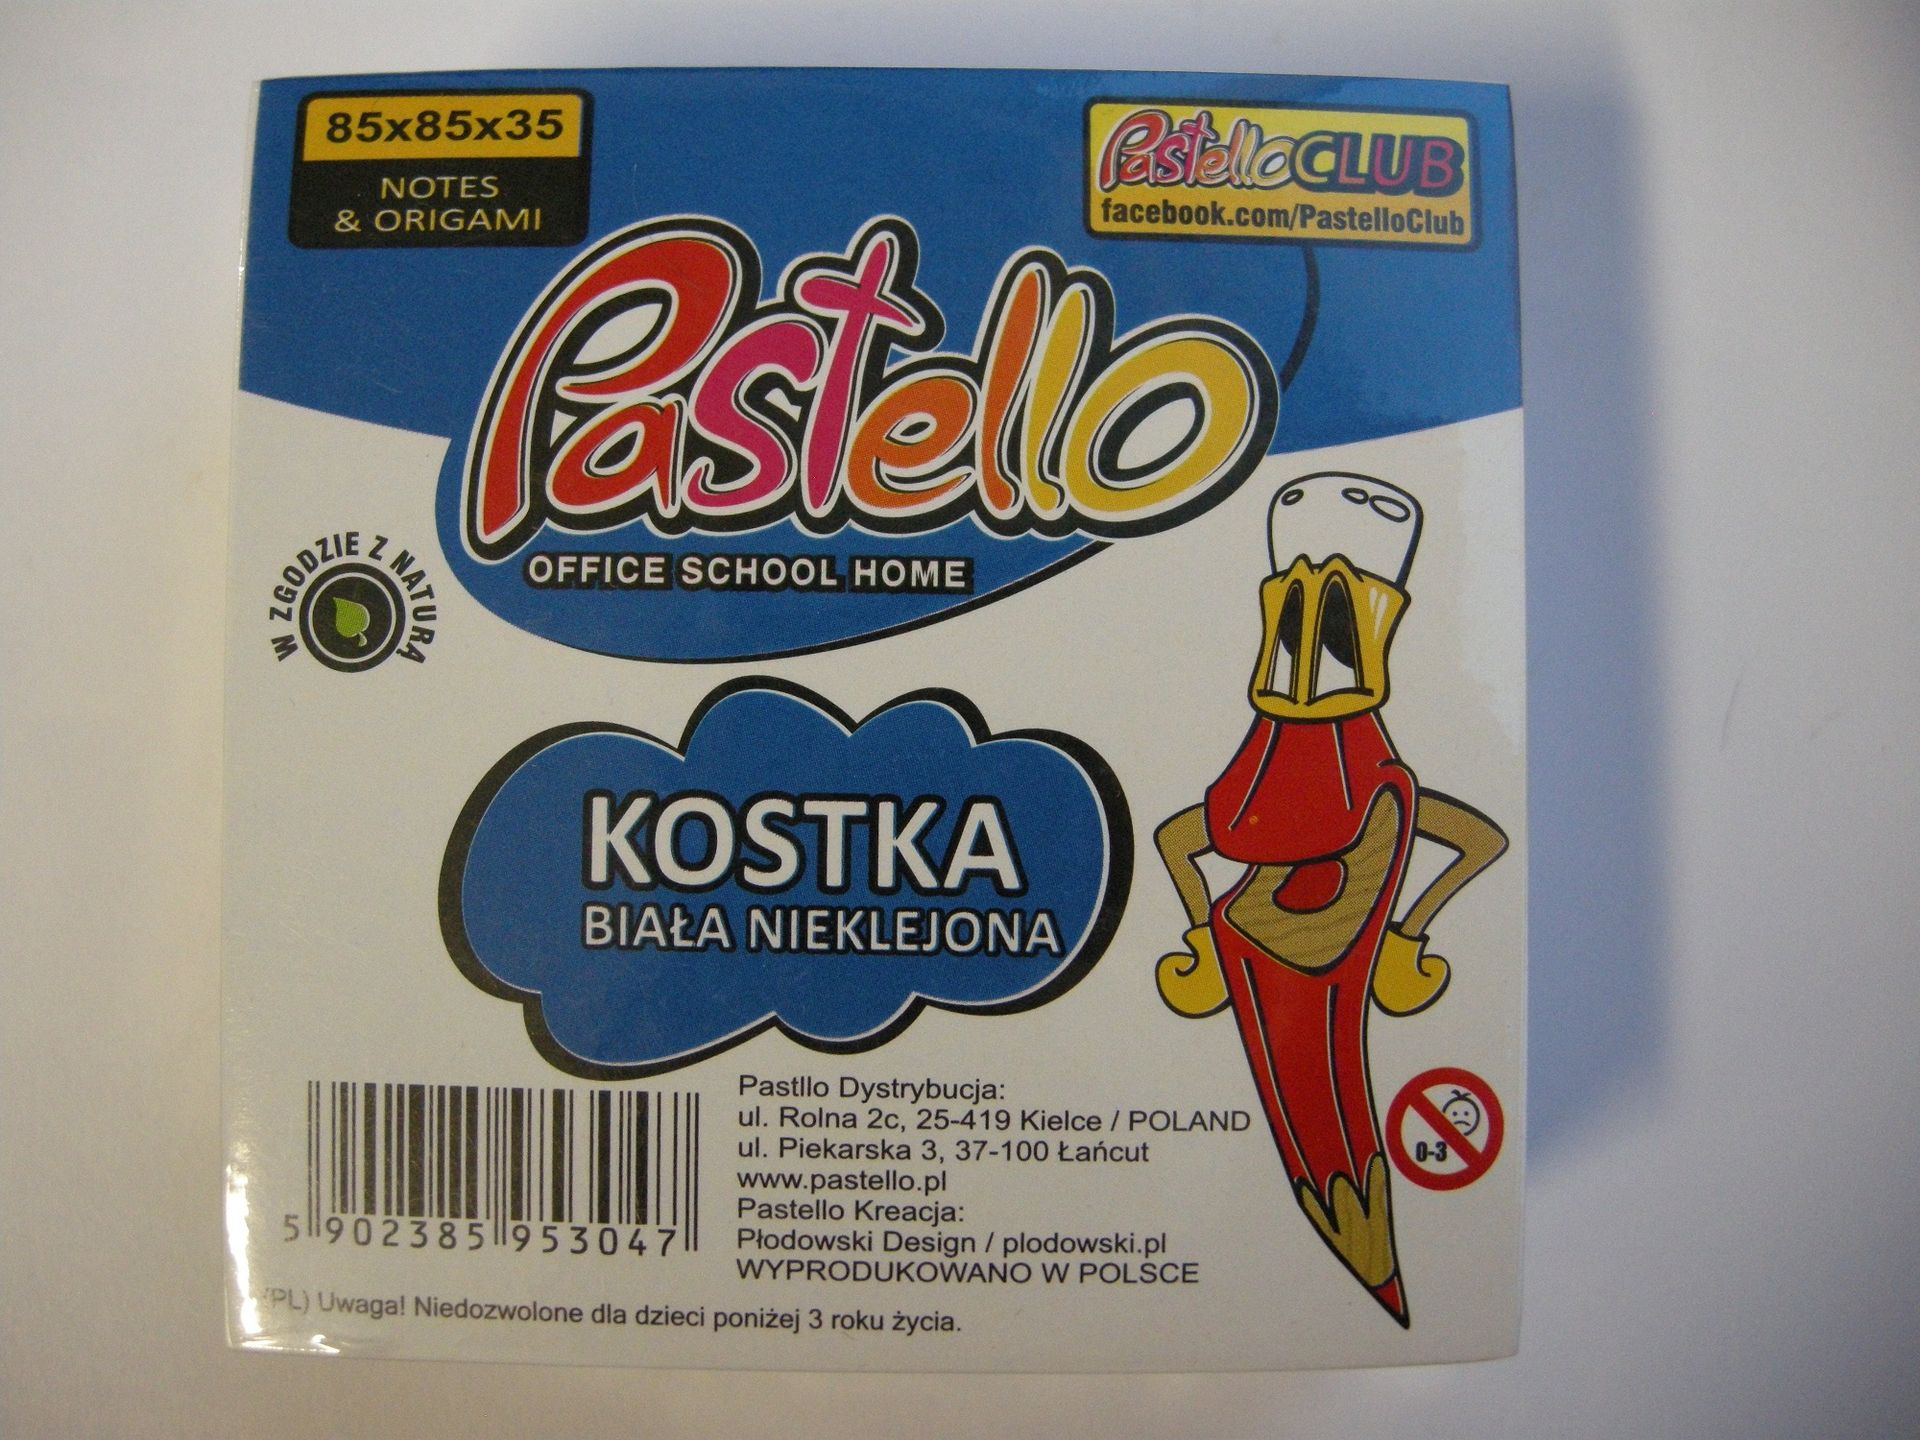 85x85x35
NOTES
& ORIGAMI
PastelloCLUB
facebook.com/PastelloClub
Pastello
OFFICE SCHOOL HOME
W ZGODZIE Z NATURĄ
KOSTKA
BIAŁA NIEKLEJONA
Pastllo Dystrybucja:
ul. Rolna 2c, 25-419 Kielce / POLAND
ul. Piekarska 3, 37-100 Łańcut
www.pastello.pl
Pastello Kreacja:
Płodowski Design / plodowski.pl
WYPRODUKOWANO W POLSCE
0-3
5 902385 953047
(PL) Uwaga! Niedozwolone dla dzieci poniżej 3 roku życia.